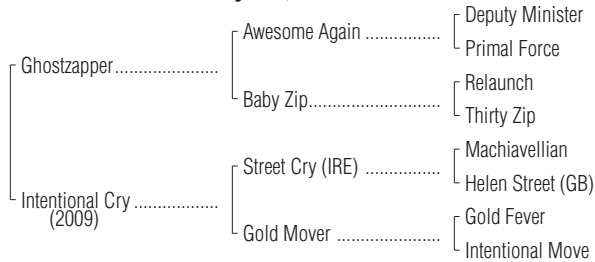 Deputy Minister
Awesome Again ................
Primal Force
Ghostzapper......................
Relaunch
Baby Zip............................
Thirty Zip
Machiavellian
Street Cry (IRE) ................
Helen Street (GB)
Intentional Cry ..................
(2009)
Gold Fever
Gold Mover ......................
Intentional Move